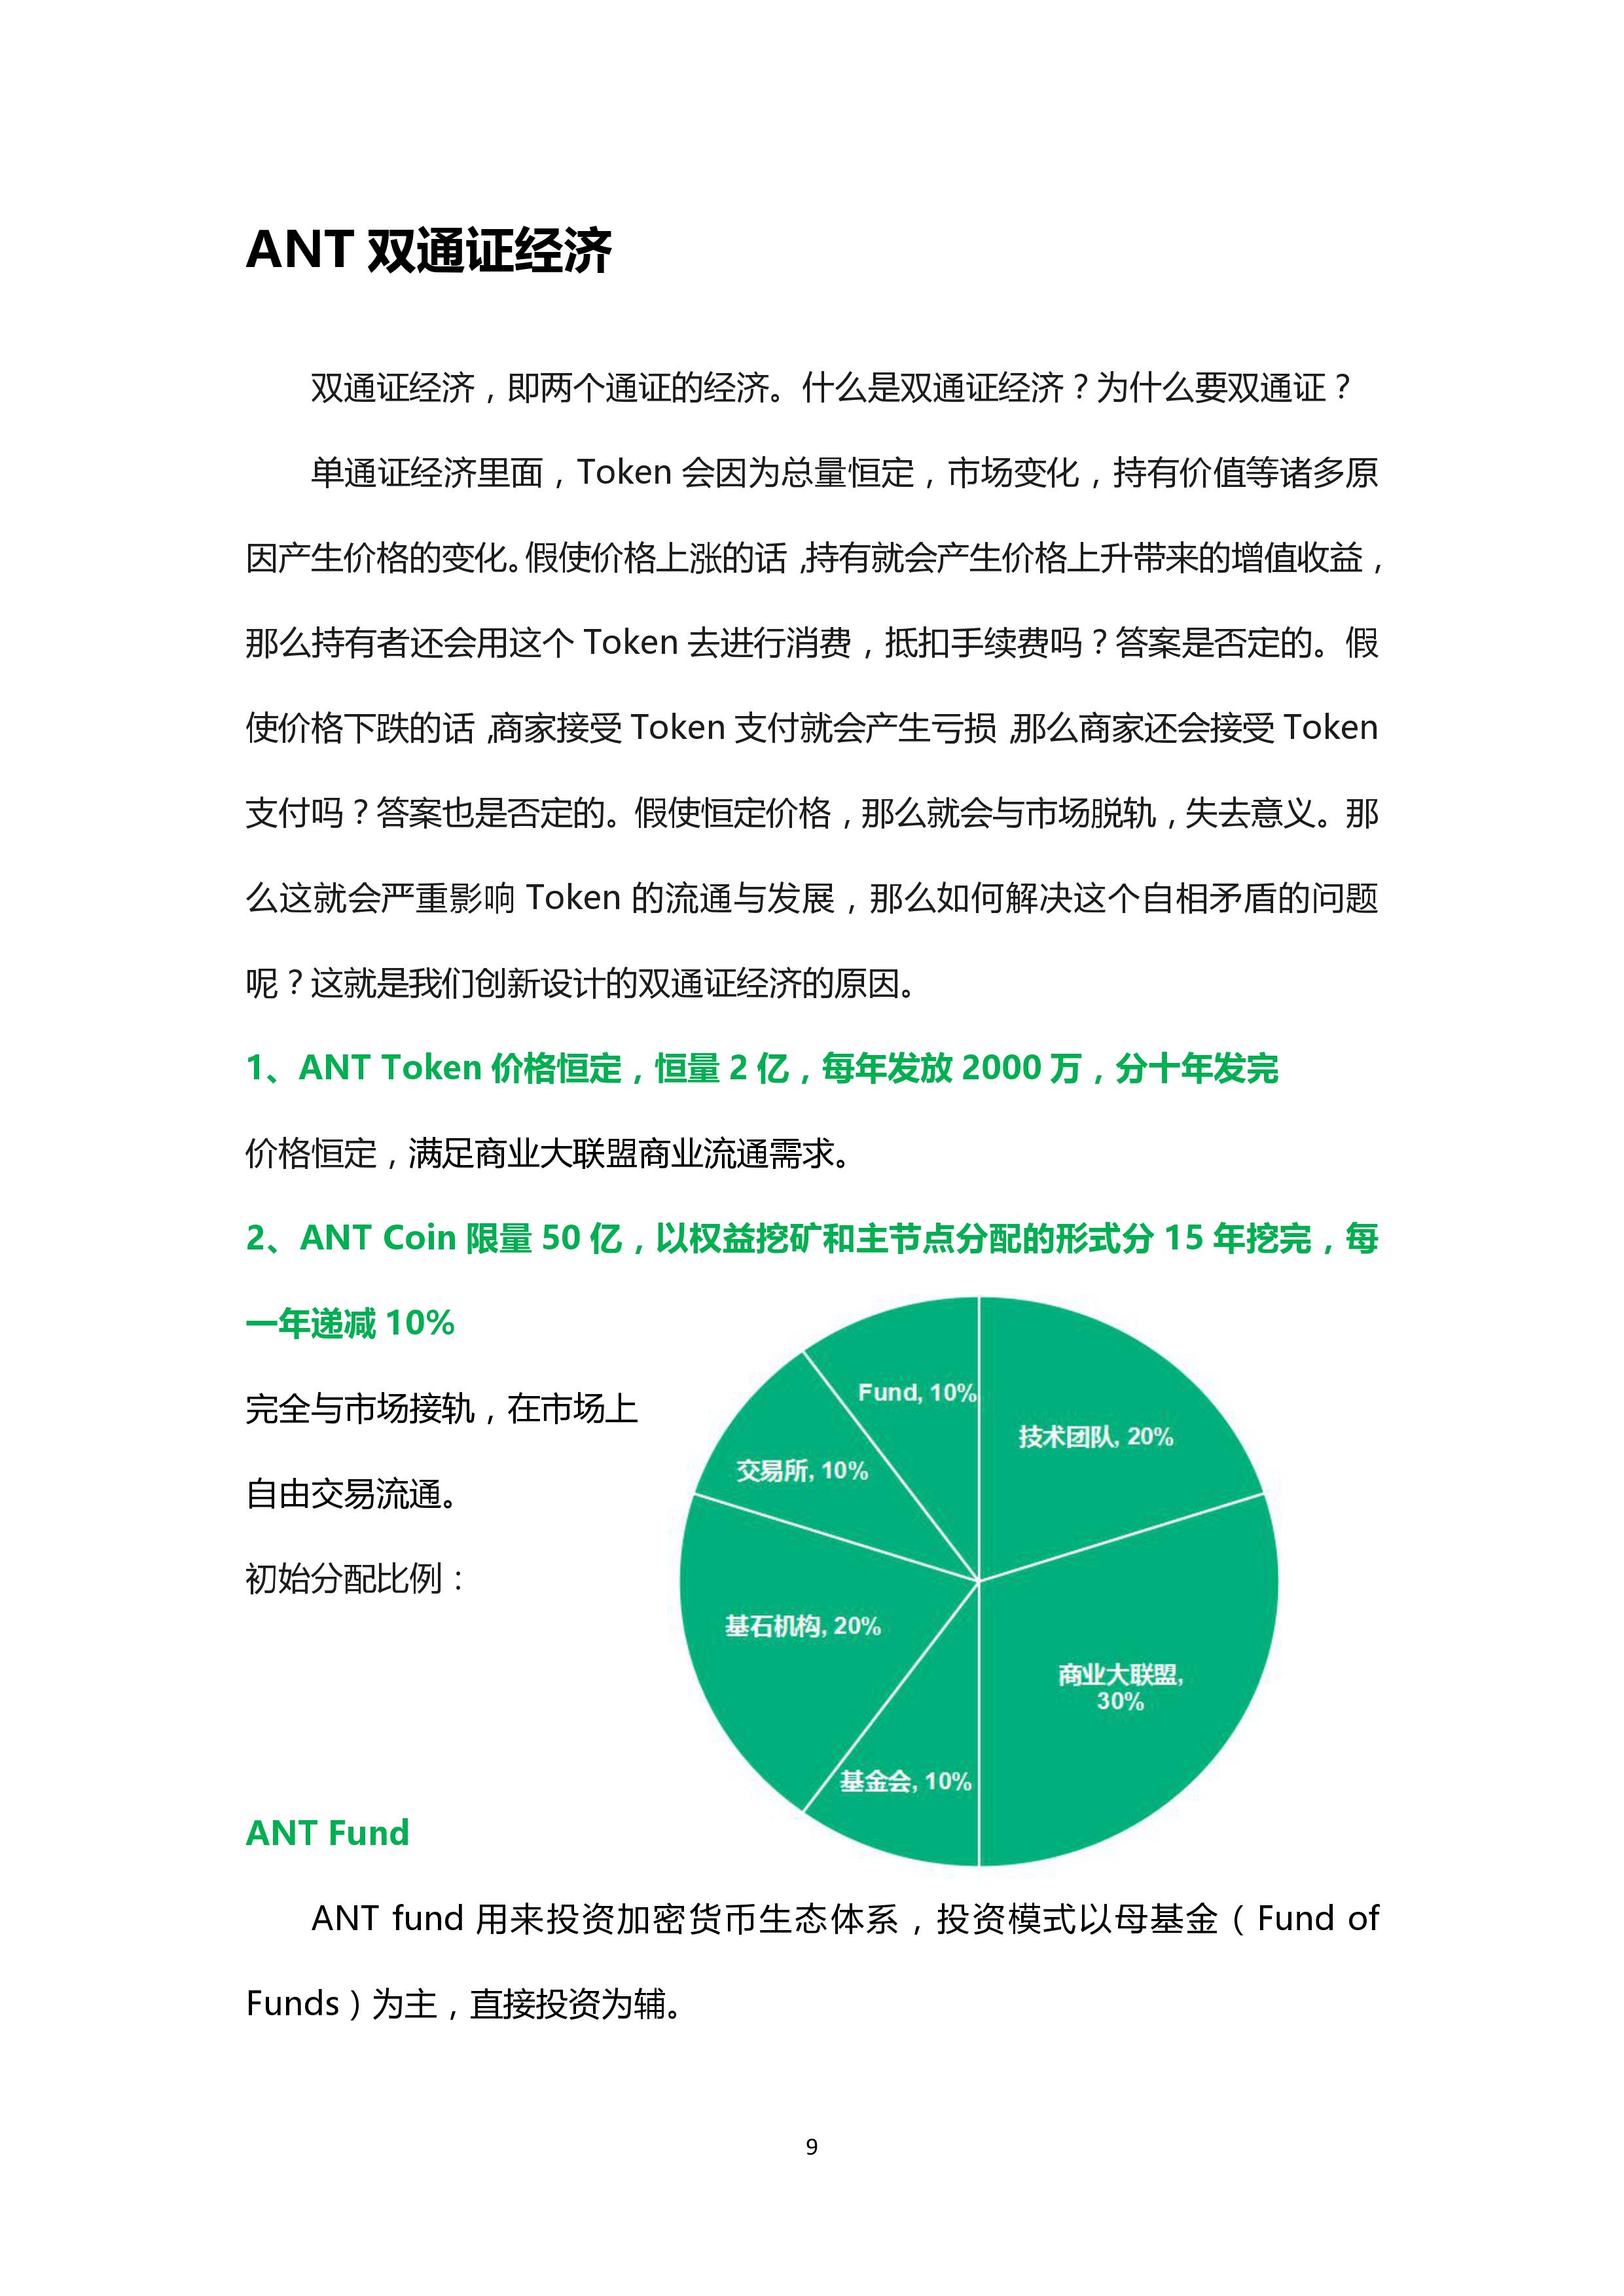 ANT 双通证经济
双通证经济，即两个通证的经济。什么是双通证经济？为什么要双通证？
单通证经济里面，Token 会因为总量恒定，市场变化，持有价值等诸多原
因产生价格的变化。假使价格上涨的话，持有就会产生价格上升带来的增值收益，
那么持有者还会用这个 Token 去进行消费，抵扣手续费吗？答案是否定的。假
使价格下跌的话，商家接受 Token 支付就会产生亏损，那么商家还会接受 Token
支付吗？答案也是否定的。假使恒定价格，那么就会与市场脱轨，失去意义。那
么这就会严重影响 Token 的流通与发展，那么如何解决这个自相矛盾的问题
呢？这就是我们创新设计的双通证经济的原因。
1、ANT Token 价格恒定，恒量 2 亿，每年发放 2000 万，分十年发完
价格恒定，满足商业大联盟商业流通需求。
2、ANT Coin 限量 50 亿，以权益挖矿和主节点分配的形式分 15 年挖完，每
一年递减 10%
完全与市场接轨，在市场上
自由交易流通。
初始分配比例：
Fund, 10%
技术团队, 20%
交易所, 10%
基石机构, 20%
商业大联盟,
30%
基金会, 10%
ANT Fund
ANT fund 用来投资加密货币生态体系，投资模式以母基金（Fund of
Funds）为主，直接投资为辅。
9